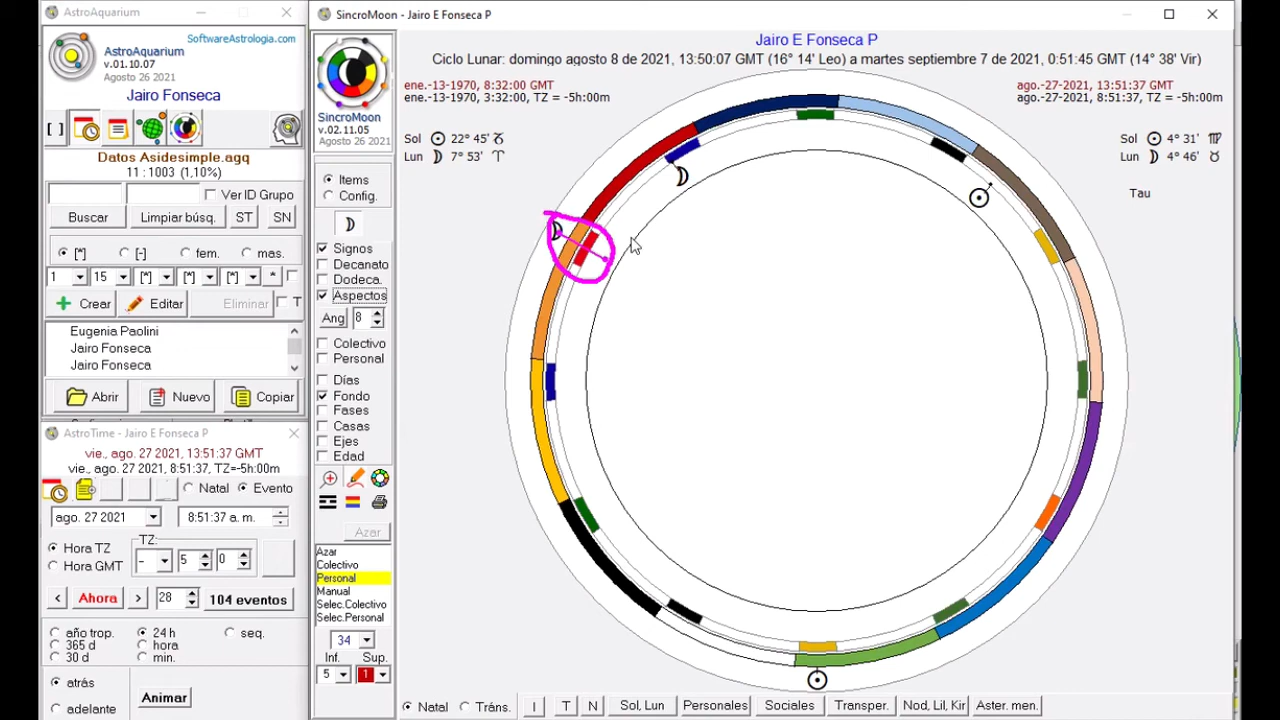 AstroAquarium
SoftwareAstrologia.com
AstroAquarium
v.01.10.07
Agosto 26 2021
Jairo Fonseca
[ ]
Datos Asidesimple.agq
11 : 1003 (1,10%)
Ver ID Grupo
Buscar
Limpiar búsq.
ST
SN
[*]
[-]
fem.
mas.
1
15
[*]
[*]
[*]
*
Crear
Editar
Eliminar
T
Eugenia Paolini
Jairo Fonseca
Jairo Fonseca
Abrir
Nuevo
Copiar
AstroTime - Jairo E Fonseca P
vie., ago. 27 2021, 13:51:37 GMT
vie., ago. 27 2021, 8:51:37, TZ=-5h:00m
Natal
Evento
ago. 27 2021
8:51:37 a. m.
Hora TZ
Hora GMT
TZ:
-
5
0
<
Ahora
>
28
104 eventos
año trop.
24 h
seq.
365 d
hora
30 d
min.
atrás
adelante
Animar
SincroMoon - Jairo E Fonseca P
SincroMoon
v.02.11.05
Agosto 26 2021
Items
Config.
Signos
Decanato
Dodeca.
Aspectos
Ang
8
Colectivo
Personal
Días
Fondo
Fases
Casas
Ejes
Edad
Azar
Azar
Colectivo
Personal
Manual
Selec.Colectivo
Selec.Personal
34
Inf.
Sup.
5
1
Jairo E Fonseca P
Ciclo Lunar: domingo agosto 8 de 2021, 13:50:07 GMT (16° 14' Leo) a martes septiembre 7 de 2021, 0:51:45 GMT (14° 38' Vir)
ene.-13-1970, 8:32:00 GMT
ene.-13-1970, 3:32:00, TZ = -5h:00m
Sol ☉ 22° 45' ♑
Lun ☽ 7° 53' ♈
ago.-27-2021, 13:51:37 GMT
ago.-27-2021, 8:51:37, TZ = -5h:00m
Sol ☉ 4° 31' ♍
Lun ☽ 4° 46' ♉
Tau
Natal
Tráns.
I
T
N
Sol, Lun
Personales
Sociales
Transper.
Nod, Lil, Kir
Aster. men.